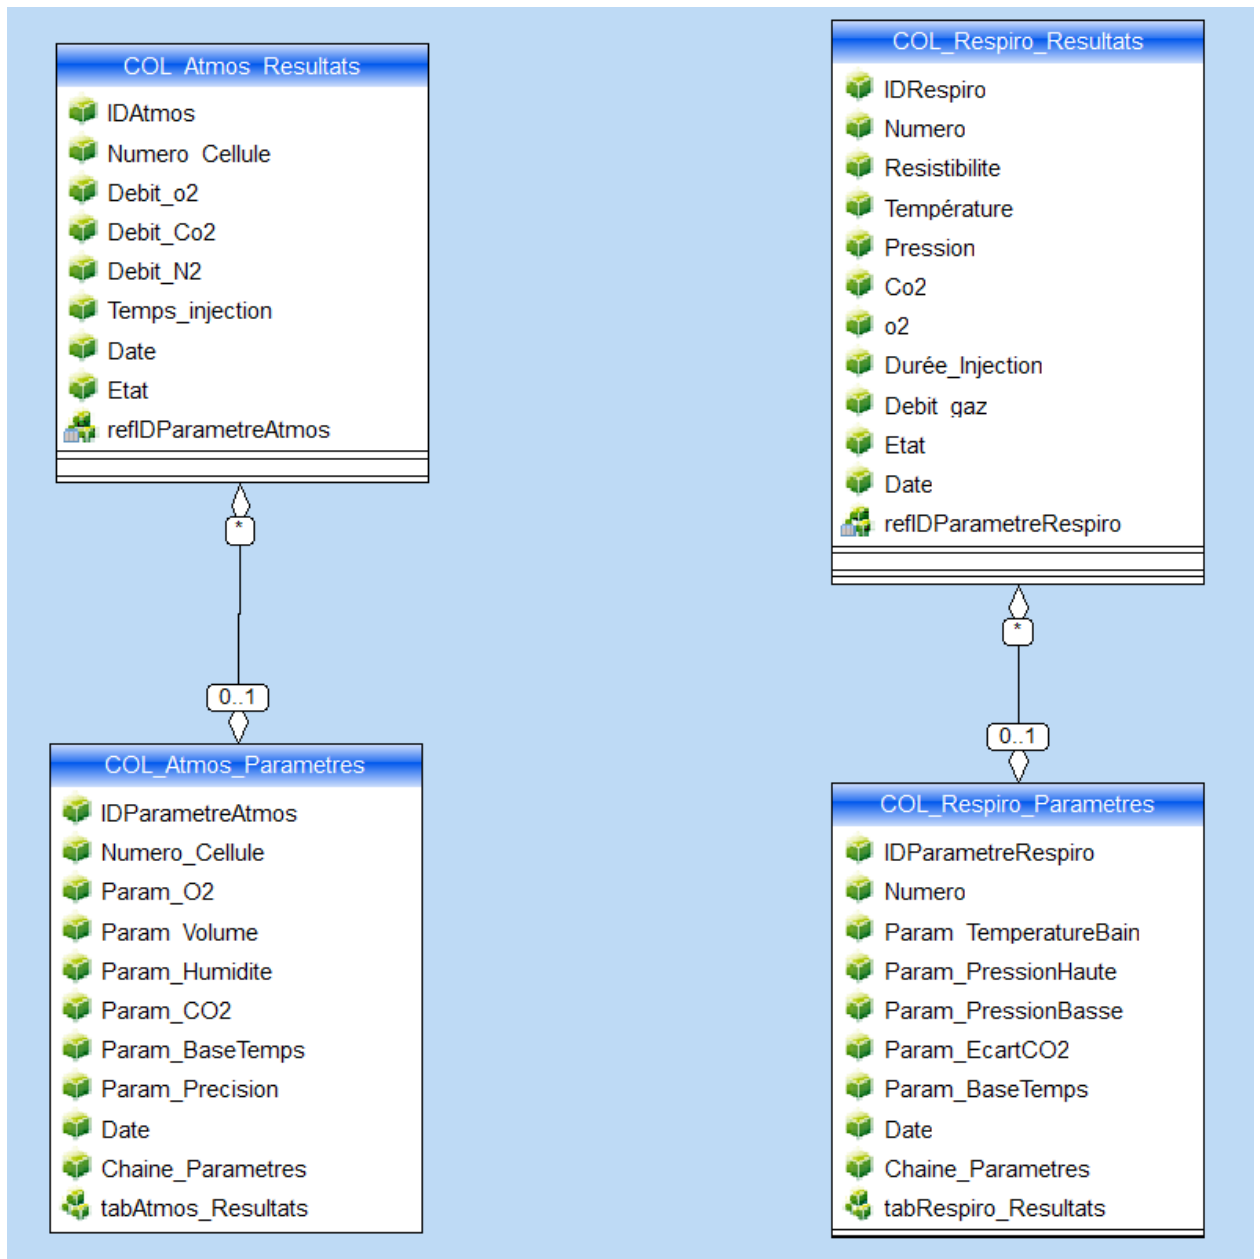 COL_Atmos_Resultats
IDAtmos
Numero_Cellule
Debit_o2
Debit_Co2
Debit_N2
Temps_injection
Date
Etat
refIDParametreAtmos
*
0..1
COL_Atmos_Parametres
IDParametreAtmos
Numero_Cellule
Param_O2
Param_Volume
Param_Humidite
Param_CO2
Param_BaseTemps
Param_Precision
Date
Chaine_Parametres
tabAtmos_Resultats
COL_Respiro_Resultats
IDRespiro
Numero
Resistibilite
Température
Pression
Co2
o2
Durée_Injection
Debit_gaz
Etat
Date
refIDParametreRespiro
*
0..1
COL_Respiro_Parametres
IDParametreRespiro
Numero
Param_TemperatureBain
Param_PressionHaute
Param_PressionBasse
Param_EcartCO2
Param_BaseTemps
Date
Chaine_Parametres
tabRespiro_Resultats